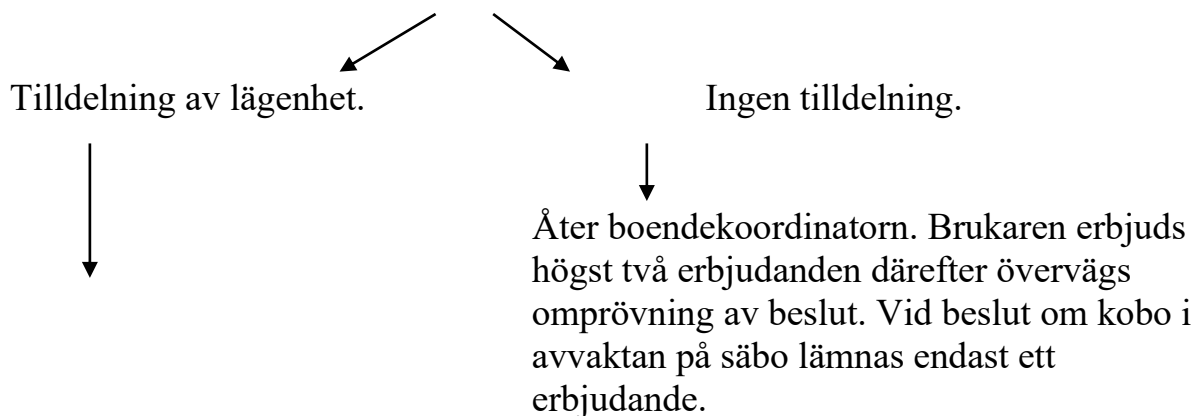 Tilldelning av lägenhet.
Ingen tilldelning.
Åter boendekoordinatorn. Brukaren erbjuds
högst två erbjudanden därefter övervägs
omprövning av beslut. Vid beslut om kobo i
avvaktan på säbo lämnas endast ett
erbjudande.